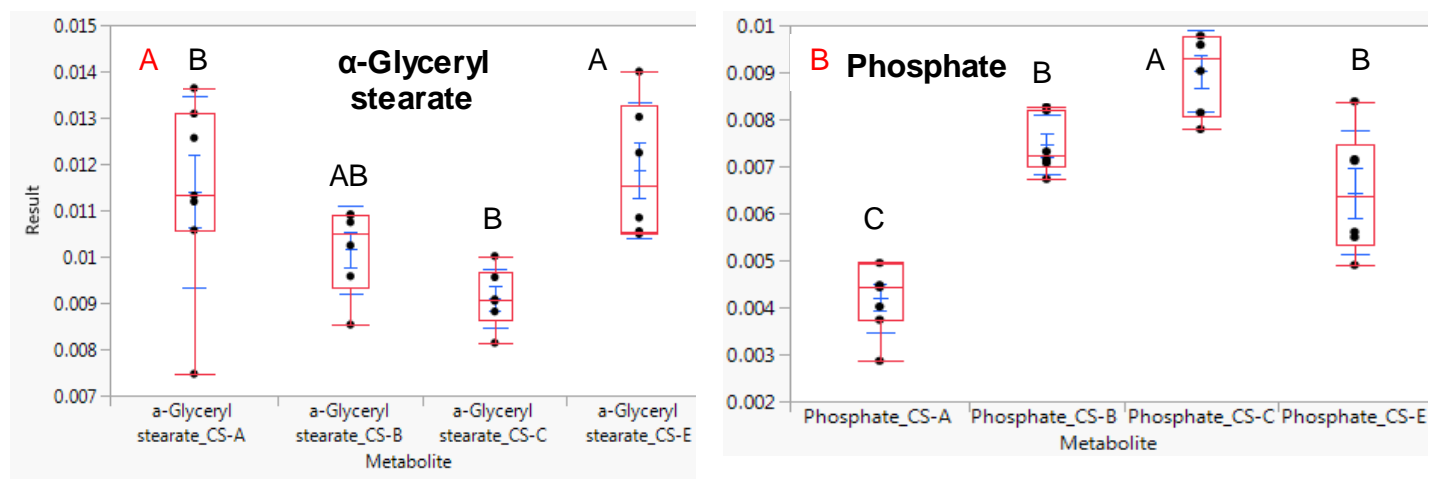 0.015
0.014
0.013
0.012
0.011
0.01
0.009
0.008
0.007
Result
A
B
α-Glyceryl
stearate
A
AB
B
a-Glyceryl
stearate_CS-A
a-Glyceryl
stearate_CS-B
a-Glyceryl
stearate_CS-C
a-Glyceryl
stearate_CS-E
Metabolite
0.01
0.009
0.008
0.007
0.006
0.005
0.004
0.003
0.002
B
Phosphate
B
A
B
C
Phosphate_CS-A
Phosphate_CS-B
Phosphate_CS-C
Phosphate_CS-E
Metabolite